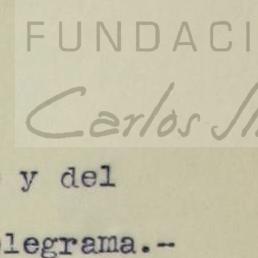 FUNDACI
Carlos
y del
legrama.-